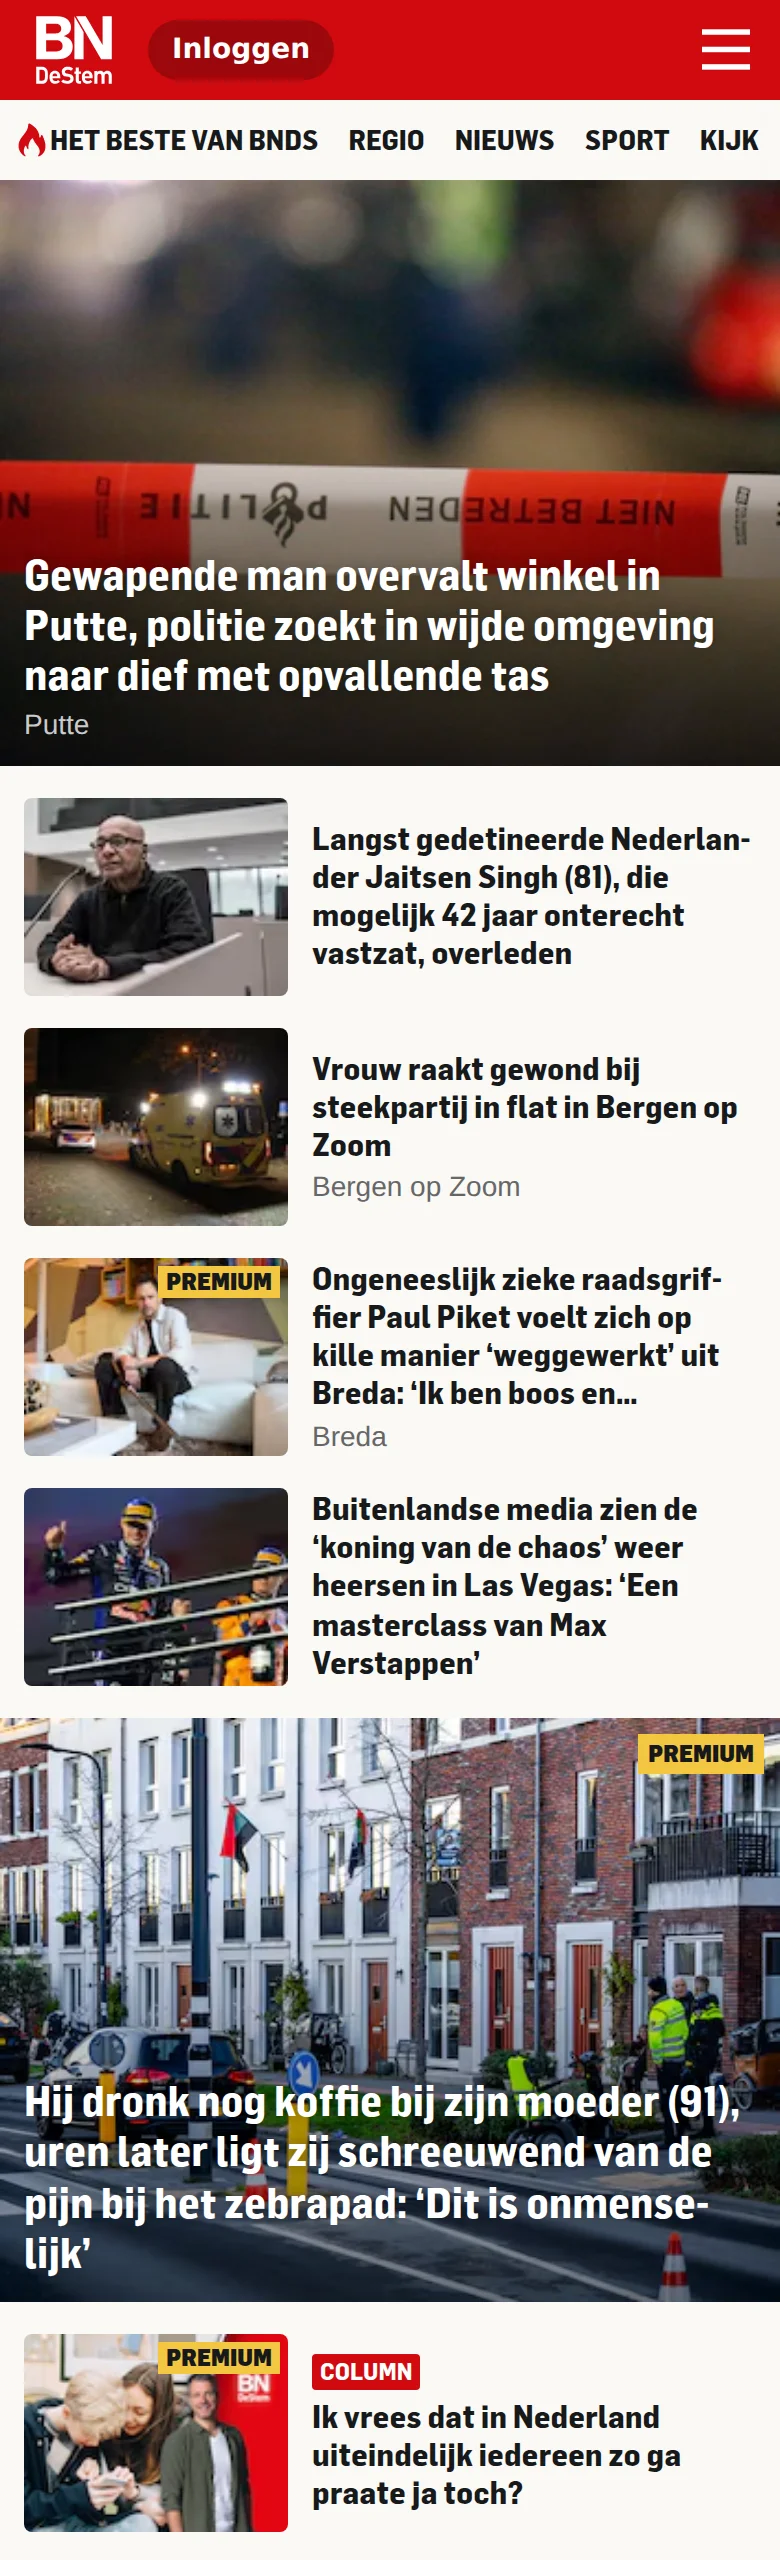 BN
DeStem
Inloggen
HET BESTE VAN BNDS REGIO NIEUWS SPORT KIJK
POLITIE NIET BETREDEN
Gewapende man overvalt winkel in
Putte, politie zoekt in wijde omgeving
naar dief met opvallende tas
Putte
Langst gedetineerde Nederlan-
der Jaitsen Singh (81), die
mogelijk 42 jaar onterecht
vastzat, overleden
Vrouw raakt gewond bij
steekpartij in flat in Bergen op
Zoom
Bergen op Zoom
PREMIUM
Ongeneeslijk zieke raadsgrif-
fier Paul Piket voelt zich op
kille manier ‘weggewerkt’ uit
Breda: ‘Ik ben boos en...
Breda
Buitenlandse media zien de
‘koning van de chaos’ weer
heersen in Las Vegas: ‘Een
masterclass van Max
Verstappen’
PREMIUM
Hij dronk nog koffie bij zijn moeder (91),
uren later ligt zij schreeuwend van de
pijn bij het zebrapad: ‘Dit is onmense-
lijk’
PREMIUM
BN
DeStem
COLUMN
Ik vrees dat in Nederland
uiteindelijk iedereen zo ga
praate ja toch?